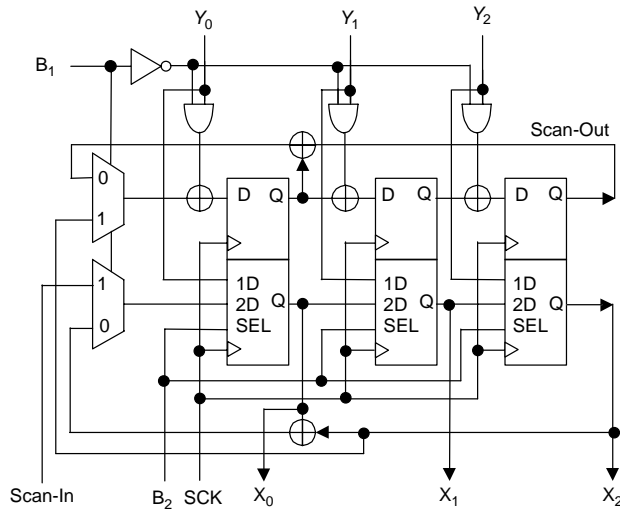 Y0 Y1 Y2
B1
Scan-Out
0
1
D Q D Q D Q
1
0
1D 1D 1D
2D Q 2D Q 2D Q
SEL SEL SEL
Scan-In
B2 SCK X0 X1 X2